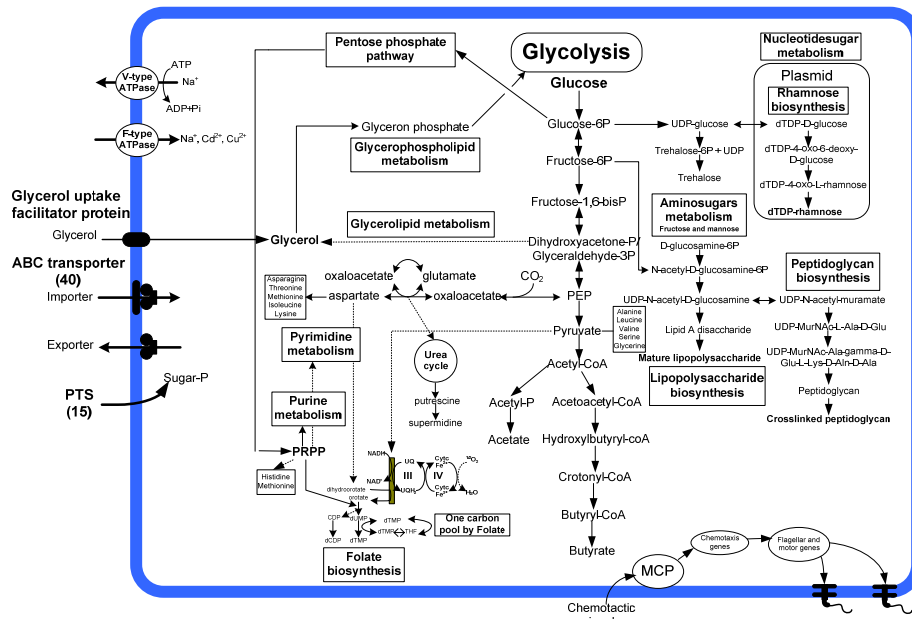 Pentose phosphate
pathway
Glycolysis
Glucose
Nucleotidesugar
metabolism
Plasmid
Rhamnose
biosynthesis
V-type
ATPase
ATP
Na+
ADP+Pi
F-type
ATPase
Na+, Cd2+, Cu2+
Glyceron phosphate
Glycerophospholipid
metabolism
Glucose-6P
UDP-glucose
dTDP-D-glucose
Trehalose-6P + UDP
Trehalose
dTDP-4-oxo-6-deoxy-
D-glucose
dTDP-4-oxo-L-rhamnose
dTDP-rhamnose
Fructose-6P
Fructose-1,6-bisP
Aminosugars
metabolism
Fructose and mannose
D-glucosamine-6P
N-acetyl-D-glucosamine-6P
Glycerol uptake
facilitator protein
Glycerol
Glycerol
Glycerolipid metabolism
Dihydroxyacetone-P/
Glyceraldehyde-3P
ABC transporter
(40)
Importer
Exporter
PTS
(15)
Sugar-P
Asparagine
Threonine
Methionine
Isoleucine
Lysine
oxaloacetate
glutamate
aspartate
oxaloacetate
CO2
PEP
UDP-N-acetyl-D-glucosamine
UDP-N-acetyl-muramate
Peptidoglycan
biosynthesis
Lipid A disaccharide
Mature lipopolysaccharide
Lipopolysaccharide
biosynthesis
UDP-MurNAc-L-Ala-D-Glu
UDP-MurNAc-Ala-gamma-D-
Glu-L-Lys-D-Aln-D-Ala
Peptidoglycan
Crosslinked peptidoglycan
Pyruvate
Alanine
Leucine
Valine
Serine
Glycerine
Pyrimidine
metabolism
Urea
cycle
putrescine
supermidine
Purine
metabolism
PRPP
Histidine
Methionine
Acetyl-CoA
Acetyl-P
Acetate
Acetoacetyl-CoA
Hydroxylbutyryl-coA
Crotonyl-CoA
Butyryl-CoA
Butyrate
NADH
NAD+
UQ
UQH2
III
Cytc
Fe2+
Cytc
Fe3+
IV
½O2
H2O
dihydroorotate
orotate
CDP
dUMP
dCDP
dTMP
dTMP
dTMP
THF
One carbon
pool by Folate
Folate
biosynthesis
MCP
Chemotaxis
genes
Flagellar and
motor genes
Chemotactic